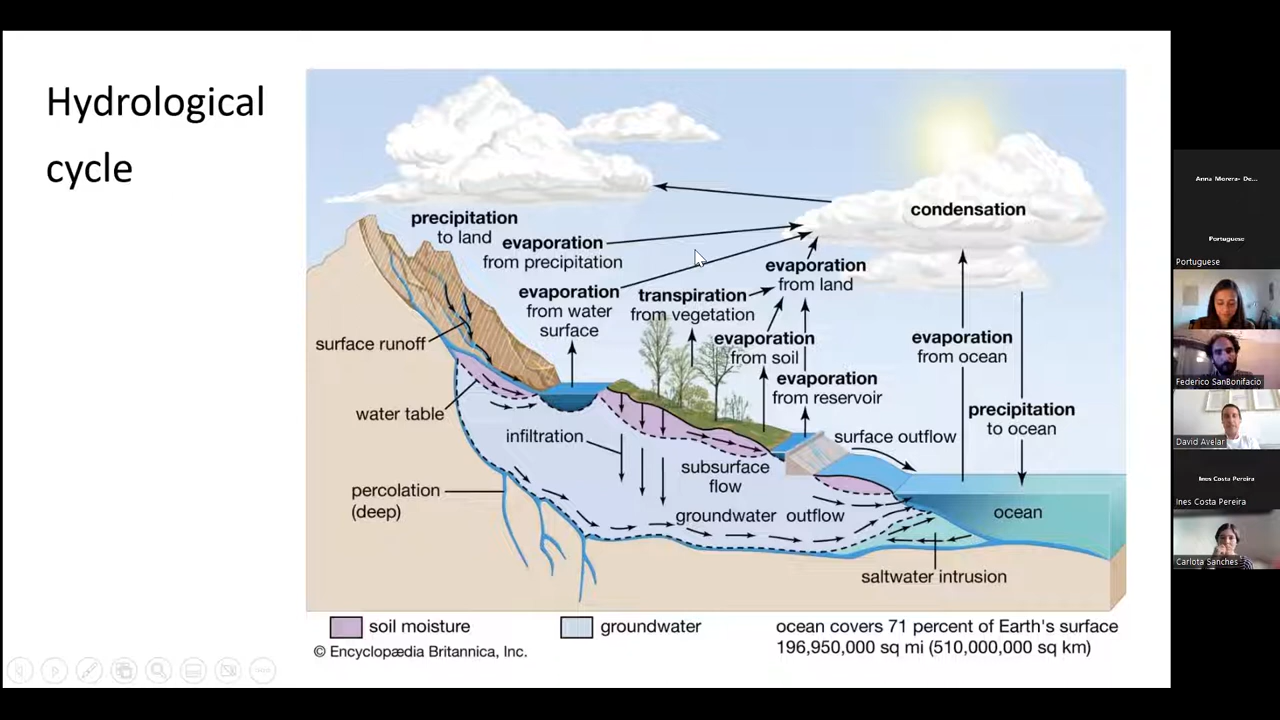 Hydrological
cycle
condensation
precipitation
to land
evaporation
from precipitation
evaporation
from land
evaporation
from water
surface
transpiration
from vegetation
surface runoff
evaporation
from soil
evaporation
from ocean
evaporation
from reservoir
water table
precipitation
to ocean
infiltration
surface outflow
subsurface
flow
percolation
(deep)
groundwater outflow
ocean
saltwater intrusion
soil moisture
groundwater
ocean covers 71 percent of Earth's surface
196,950,000 sq mi (510,000,000 sq km)
© Encyclopædia Britannica, Inc.
Anna Morera- De...
Portuguese
Portuguese
Federico SanBonifacio
David Avelar
Ines Costa Pereira
Ines Costa Pereira
Carlota Sanches